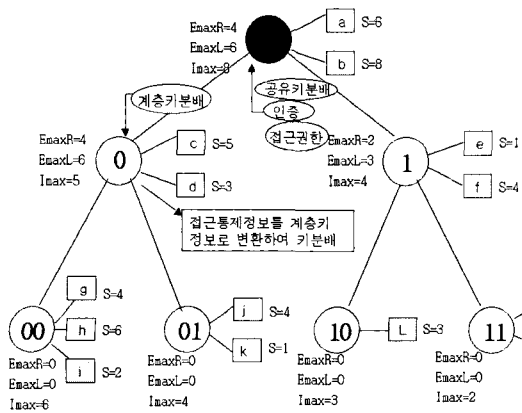 EmaxR=4
EmaxL=6
Imax=8
a S=6
b S=8
계층키분배
공유키분배
인증
접근권한
EmaxR=4
EmaxL=6
Imax=5
0
c S=5
d S=3
EmaxR=2
EmaxL=3
Imax=4
1
e S=1
f S=4
접근통제정보를 계층키
정보로 변환하여 키분배
g S=4
h S=6
i S=2
00
EmaxR=0
EmaxL=0
Imax=6
01
j S=4
k S=1
EmaxR=0
EmaxL=0
Imax=4
10
L S=3
EmaxR=0
EmaxL=0
Imax=3
11
EmaxR=0
EmaxL=0
Imax=2